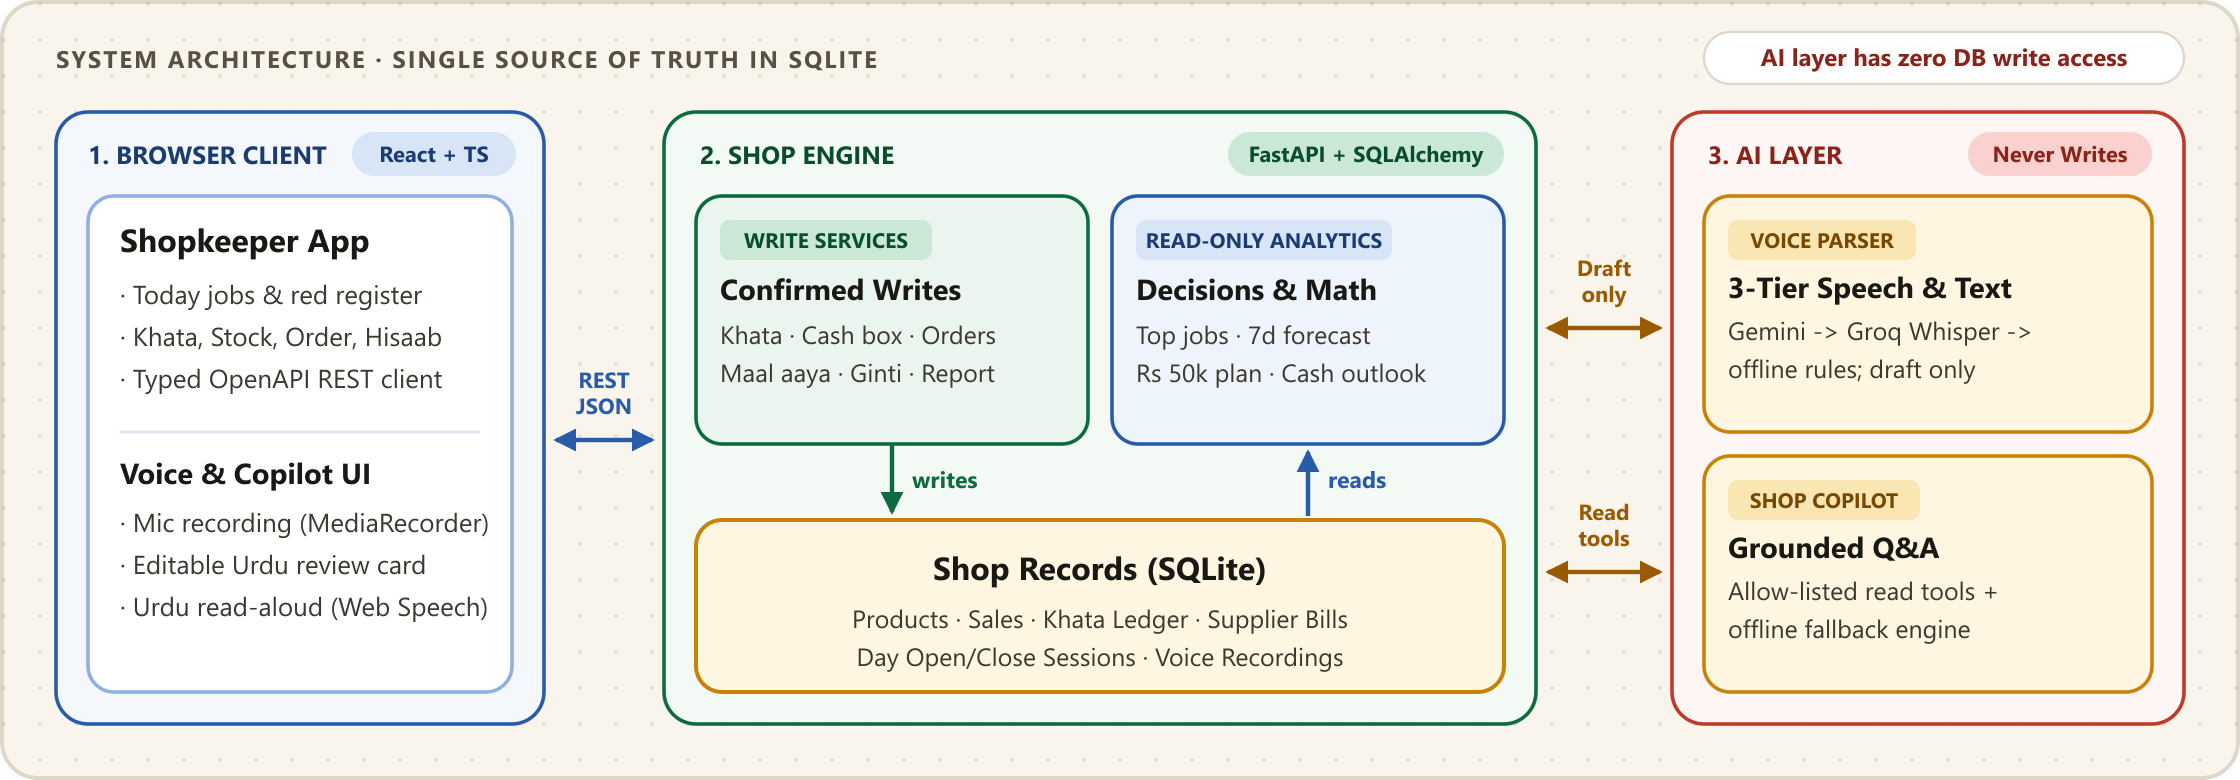 SYSTEM ARCHITECTURE · SINGLE SOURCE OF TRUTH IN SQLITE
AI layer has zero DB write access
1. BROWSER CLIENT
React + TS
Shopkeeper App
· Today jobs & red register
· Khata, Stock, Order, Hisaab
· Typed OpenAPI REST client
Voice & Copilot UI
· Mic recording (MediaRecorder)
· Editable Urdu review card
· Urdu read-aloud (Web Speech)
REST
JSON
2. SHOP ENGINE
FastAPI + SQLAlchemy
WRITE SERVICES
Confirmed Writes
Khata · Cash box · Orders
Maal aaya · Ginti · Report
READ-ONLY ANALYTICS
Decisions & Math
Top jobs · 7d forecast
Rs 50k plan · Cash outlook
writes
reads
Shop Records (SQLite)
Products · Sales · Khata Ledger · Supplier Bills
Day Open/Close Sessions · Voice Recordings
Draft
only
Read
tools
3. AI LAYER
Never Writes
VOICE PARSER
3-Tier Speech & Text
Gemini -> Groq Whisper ->
offline rules; draft only
SHOP COPILOT
Grounded Q&A
Allow-listed read tools +
offline fallback engine